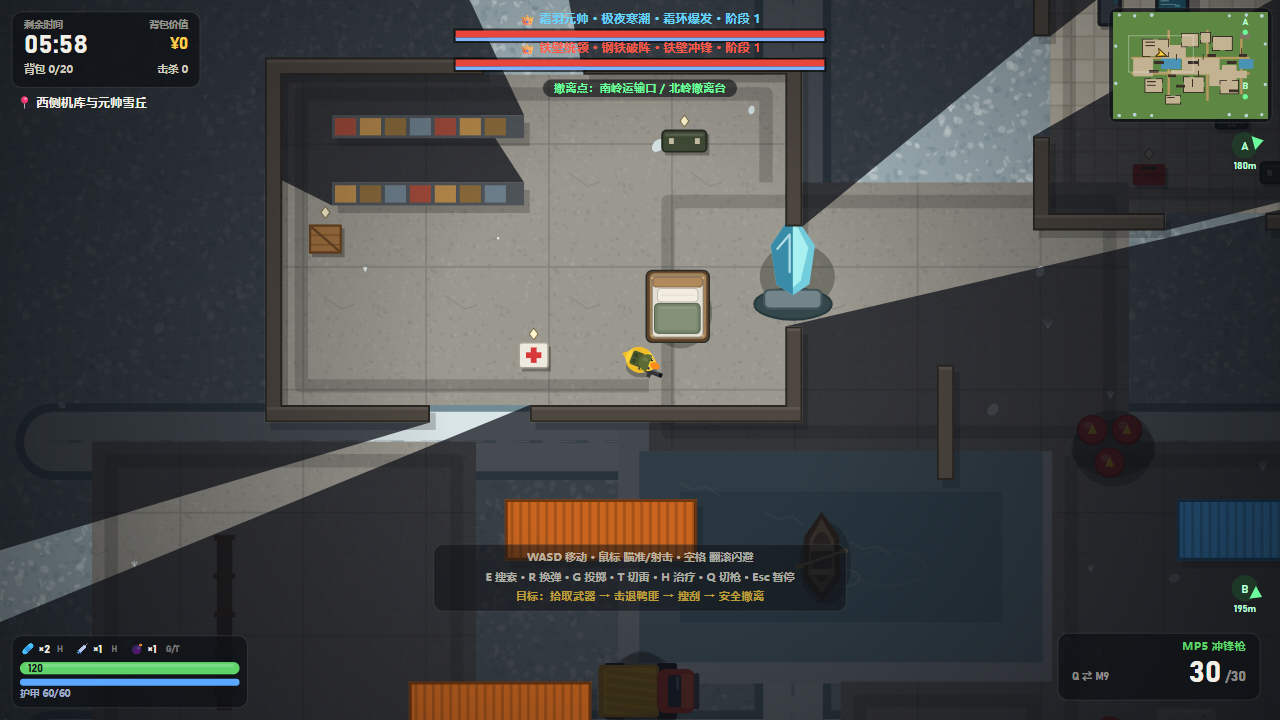 剩余时间
背包价值
05:58
¥0
背包 0/20
击杀 0
西侧机库与元帅雪丘
霜羽元帅 · 极夜寒潮 · 霜环爆发 · 阶段 1
铁壁统领 · 钢铁破阵 · 铁壁冲锋 · 阶段 1
撤离点：南岭运输口 / 北岭撤离台
A
B
A
180m
WASD 移动 · 鼠标 瞄准/射击 · 空格 翻滚闪避
E 搜索 · R 换弹 · G 投掷 · T 切雷 · H 治疗 · Q 切枪 · Esc 暂停
目标：拾取武器 → 击退鸭匪 → 搜刮 → 安全撤离
B
195m
×2 H ×1 H ×1 G/T
120
护甲 60/60
MP5 冲锋枪
Q ⇄ M9
30 /30